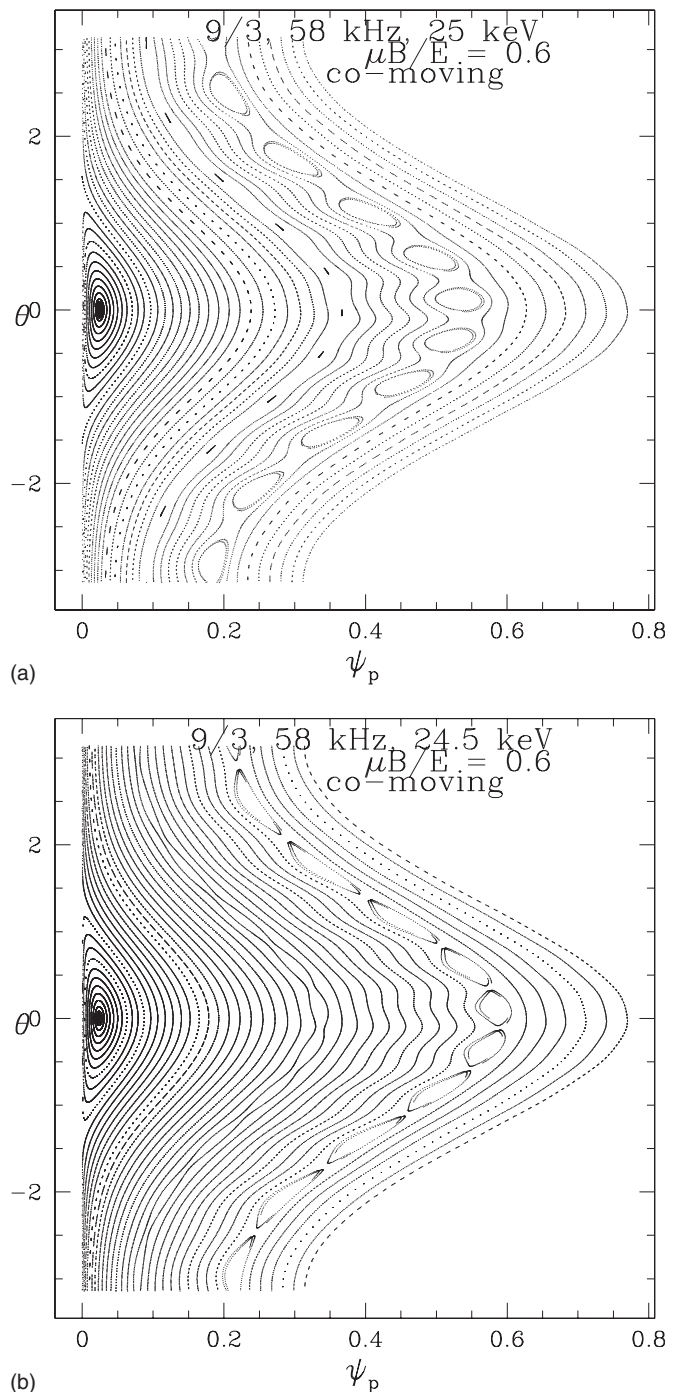 9/3, 58 kHz, 25 keV
μB/E = 0.6
co-moving
2
θ0
-2
0 0.2 0.4 0.6 0.8
ψp
(a)
9/3, 58 kHz, 24.5 keV
μB/E = 0.6
co-moving
2
θ0
-2
0 0.2 0.4 0.6 0.8
ψp
(b)